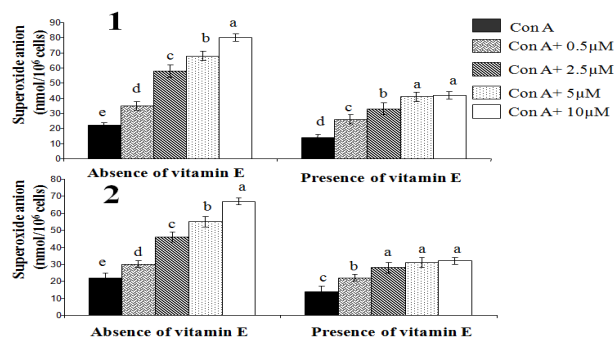 1
Superoxide anion
(nmol/10⁶ cells)
90
80
70
60
50
40
30
20
10
0
e
d
c
b
a
d
c
b
a
a
Absence of vitamin E
Presence of vitamin E
Con A
Con A+ 0.5µM
Con A+ 2.5µM
Con A+ 5µM
Con A+ 10µM
2
Superoxide anion
(nmol/10⁶ cells)
70
60
50
40
30
20
10
0
e
d
c
b
a
c
b
a
a
a
Absence of vitamin E
Presence of vitamin E